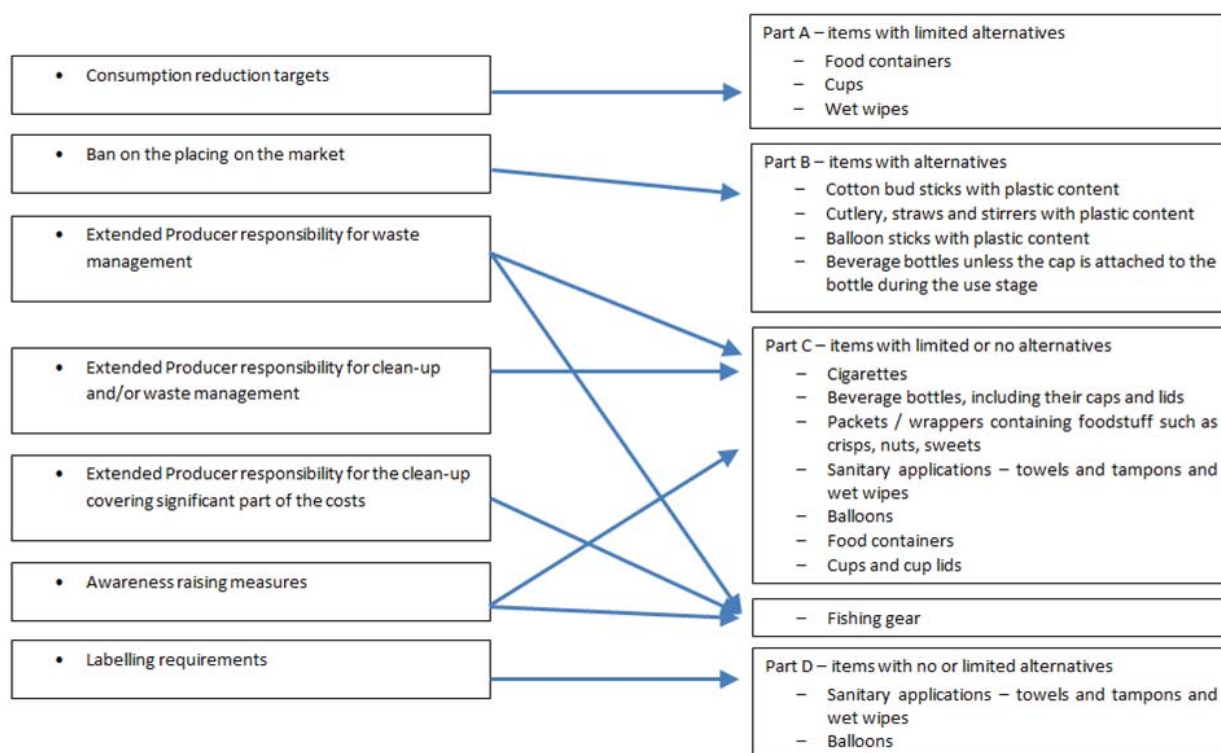 • Consumption reduction targets
• Ban on the placing on the market
• Extended Producer responsibility for waste
management
• Extended Producer responsibility for clean-up
and/or waste management
• Extended Producer responsibility for the clean-up
covering significant part of the costs
• Awareness raising measures
• Labelling requirements
Part A – items with limited alternatives
– Food containers
– Cups
– Wet wipes
Part B – items with alternatives
– Cotton bud sticks with plastic content
– Cutlery, straws and stirrers with plastic content
– Balloon sticks with plastic content
– Beverage bottles unless the cap is attached to the
bottle during the use stage
Part C – items with limited or no alternatives
– Cigarettes
– Beverage bottles, including their caps and lids
– Packets / wrappers containing foodstuff such as
crisps, nuts, sweets
– Sanitary applications – towels and tampons and
wet wipes
– Balloons
– Food containers
– Cups and cup lids
– Fishing gear
Part D – items with no or limited alternatives
– Sanitary applications – towels and tampons and
wet wipes
– Balloons